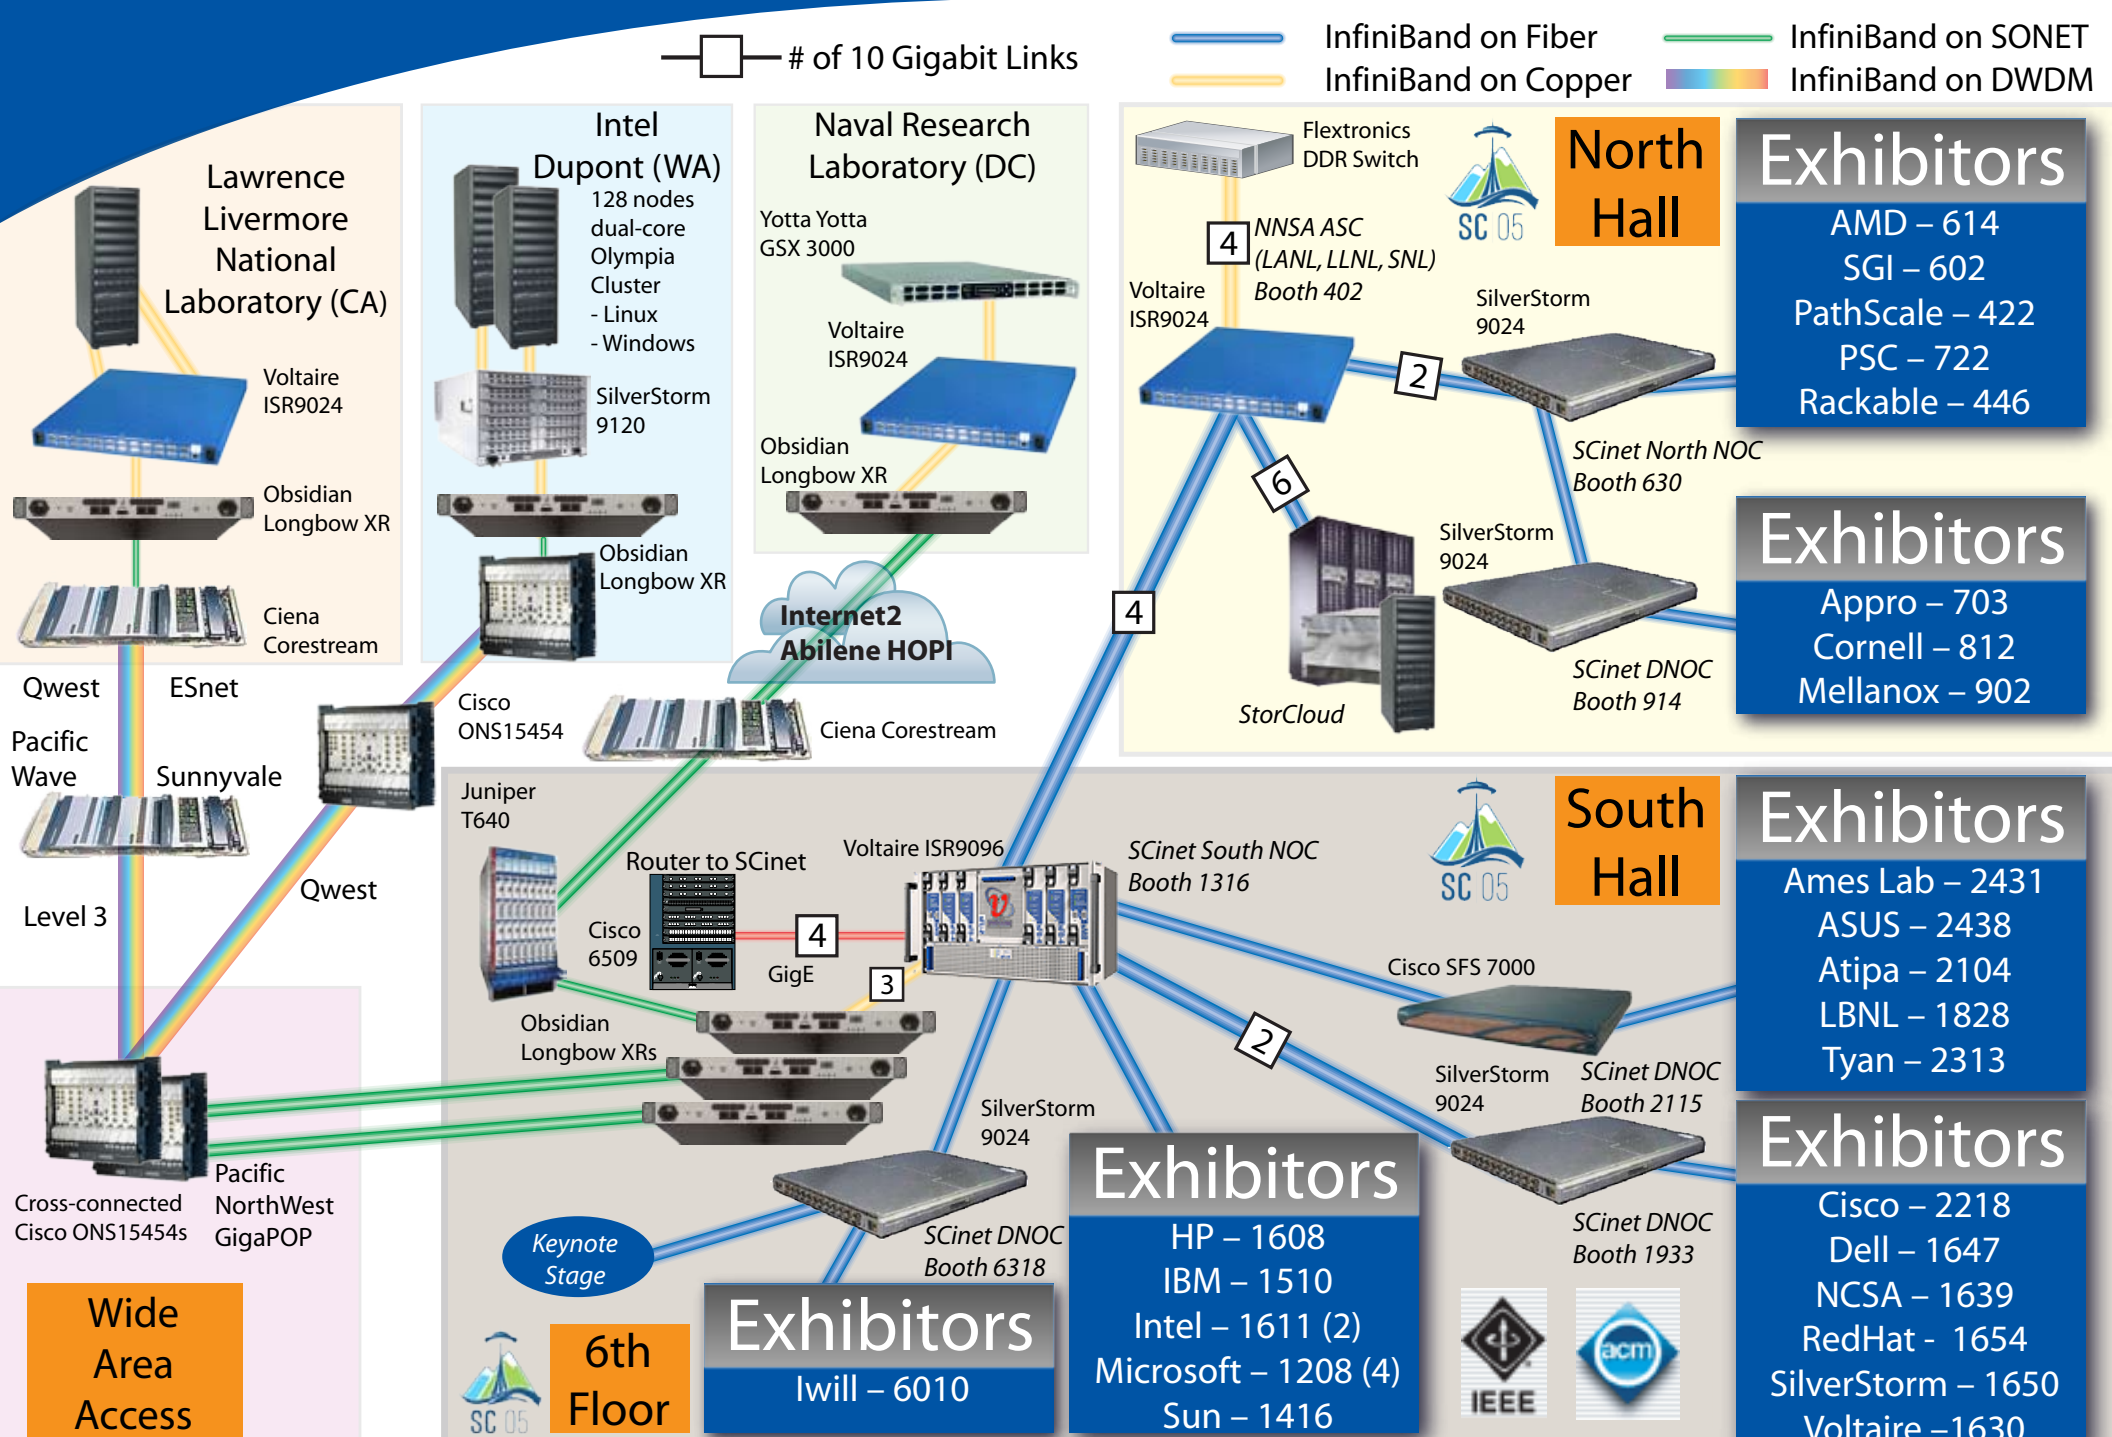 # of 10 Gigabit Links
InfiniBand on Fiber
InfiniBand on Copper
InfiniBand on SONET
InfiniBand on DWDM
Lawrence
Livermore
National
Laboratory (CA)
Voltaire
ISR9024
Obsidian
Longbow XR
Ciena
Corestream
Intel
Dupont (WA)
128 nodes
dual-core
Olympia
Cluster
- Linux
- Windows
SilverStorm
9120
Obsidian
Longbow XR
Naval Research
Laboratory (DC)
Yotta Yotta
GSX 3000
Voltaire
ISR9024
Obsidian
Longbow XR
Internet2
Abilene HOPI
Ciena Corestream
Qwest
ESnet
Pacific
Wave
Sunnyvale
Level 3
Cisco
ONS15454
Qwest
Cross-connected
Cisco ONS15454s
Pacific
NorthWest
GigaPOP
Wide
Area
Access
Flextronics
DDR Switch
4
NNSA ASC
(LANL, LLNL, SNL)
Booth 402
Voltaire
ISR9024
2
6
4
SilverStorm
9024
SCinet North NOC
Booth 630
SilverStorm
9024
SCinet DNOC
Booth 914
StorCloud
SC 05
North
Hall
Exhibitors
AMD – 614
SGI – 602
PathScale – 422
PSC – 722
Rackable – 446
Exhibitors
Appro – 703
Cornell – 812
Mellanox – 902
Juniper
T640
Router to SCinet
Cisco
6509
4
GigE
3
Voltaire ISR9096
SCinet South NOC
Booth 1316
Obsidian
Longbow XRs
Cisco SFS 7000
2
SCinet DNOC
Booth 2115
SilverStorm
9024
SCinet DNOC
Booth 1933
SC 05
South
Hall
Exhibitors
Ames Lab – 2431
ASUS – 2438
Atipa – 2104
LBNL – 1828
Tyan – 2313
Exhibitors
Cisco – 2218
Dell – 1647
NCSA – 1639
RedHat - 1654
SilverStorm – 1650
Voltaire –1630
SilverStorm
9024
SCinet DNOC
Booth 6318
Keynote
Stage
SC 05
6th
Floor
Exhibitors
Iwill – 6010
Exhibitors
HP – 1608
IBM – 1510
Intel – 1611 (2)
Microsoft – 1208 (4)
Sun – 1416
IEEE
acm